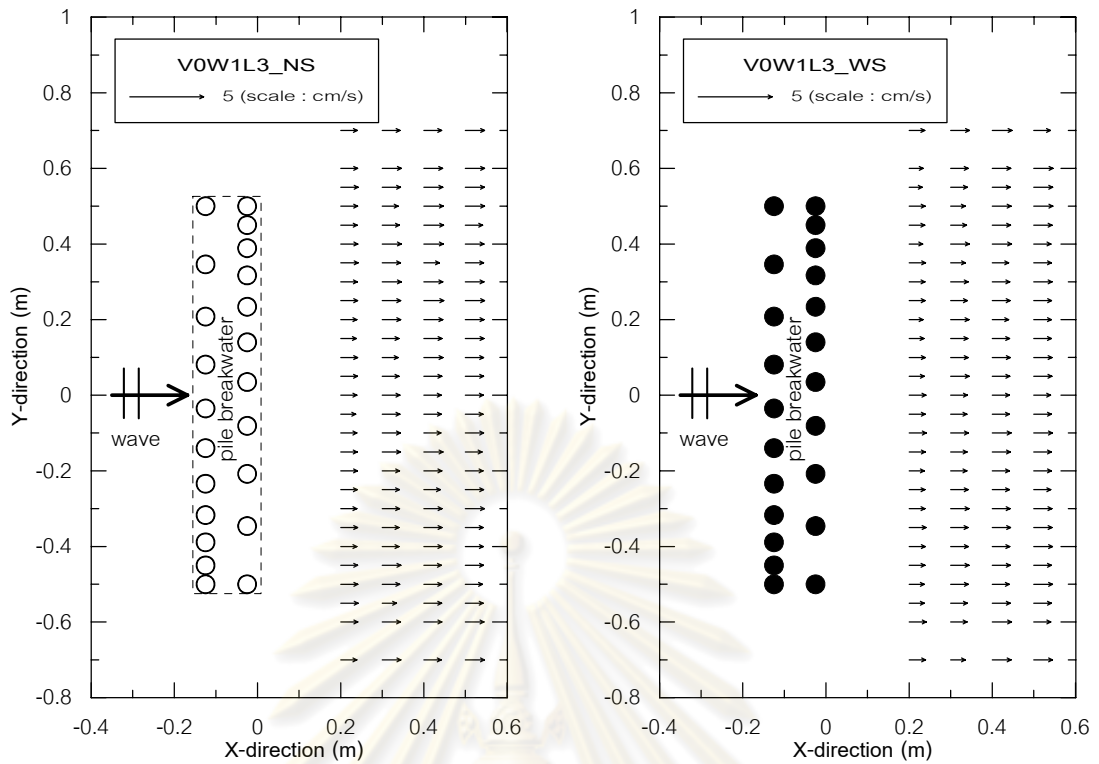 V0W1L3_NS
5 (scale : cm/s)
1
0.8
0.6
0.4
0.2
0
-0.2
-0.4
-0.6
-0.8
Y-direction (m)
wave
pile breakwater
-0.4
-0.2
0
0.2
0.4
0.6
X-direction (m)
V0W1L3_WS
5 (scale : cm/s)
1
0.8
0.6
0.4
0.2
0
-0.2
-0.4
-0.6
-0.8
Y-direction (m)
wave
pile breakwater
-0.4
-0.2
0
0.2
0.4
0.6
X-direction (m)